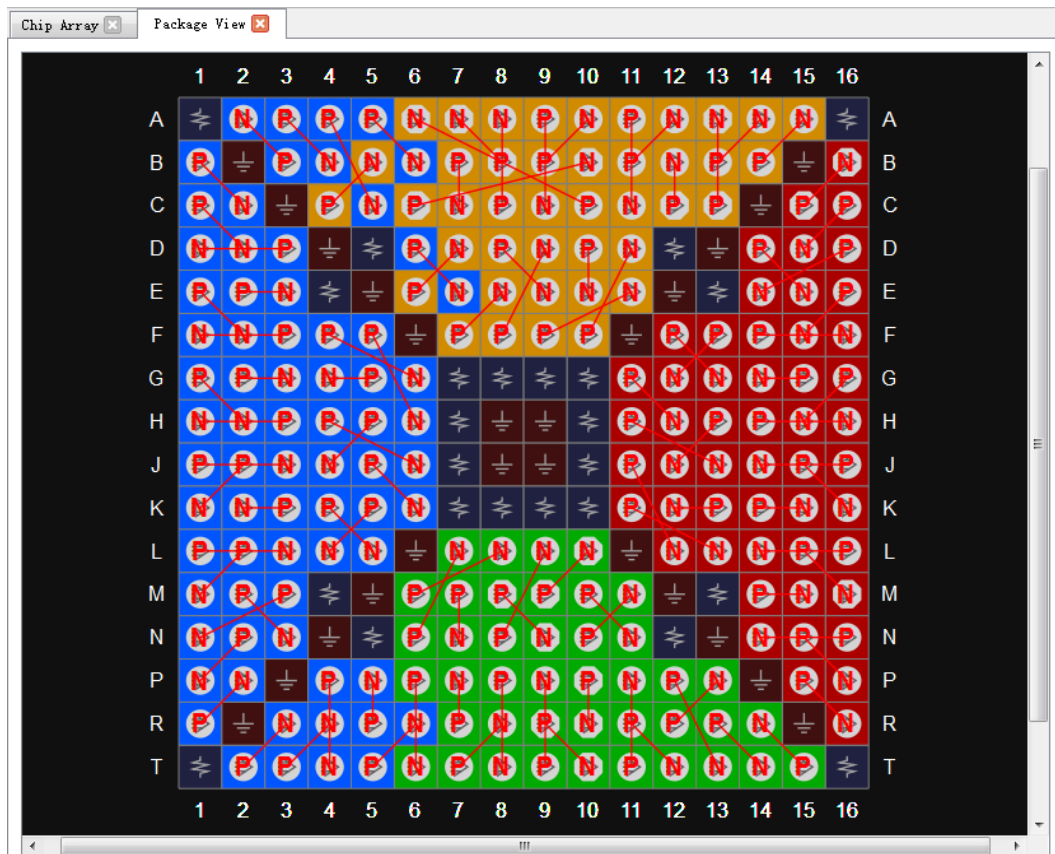 Chip Array
Package View
1 2 3 4 5 6 7 8 9 10 11 12 13 14 15 16
A N P P P N N N P N P N N N N A
B P P N N N P P P N P N P P N B
C P N P N P N P N P N P P P P C
D N N P P N P N P N P N P D
E P P N P N N N N N N N P E
F N N P P P P P P P P P P N N F
G P P N N P N P N N N P P G
H N N P P P N P N P P N N H
J P P N N P N P N N N P P J
K N N P P P N P N P P N N K
L P P N N N N N N N N N N P P L
M N P P P P P P P N P N N M
N N P N P N P N P N N P P N
P N N P N P N P N P N P N P N P
R P N N P N P N P N P P P N N R
T P P N P N P N P N P N N N P T
1 2 3 4 5 6 7 8 9 10 11 12 13 14 15 16